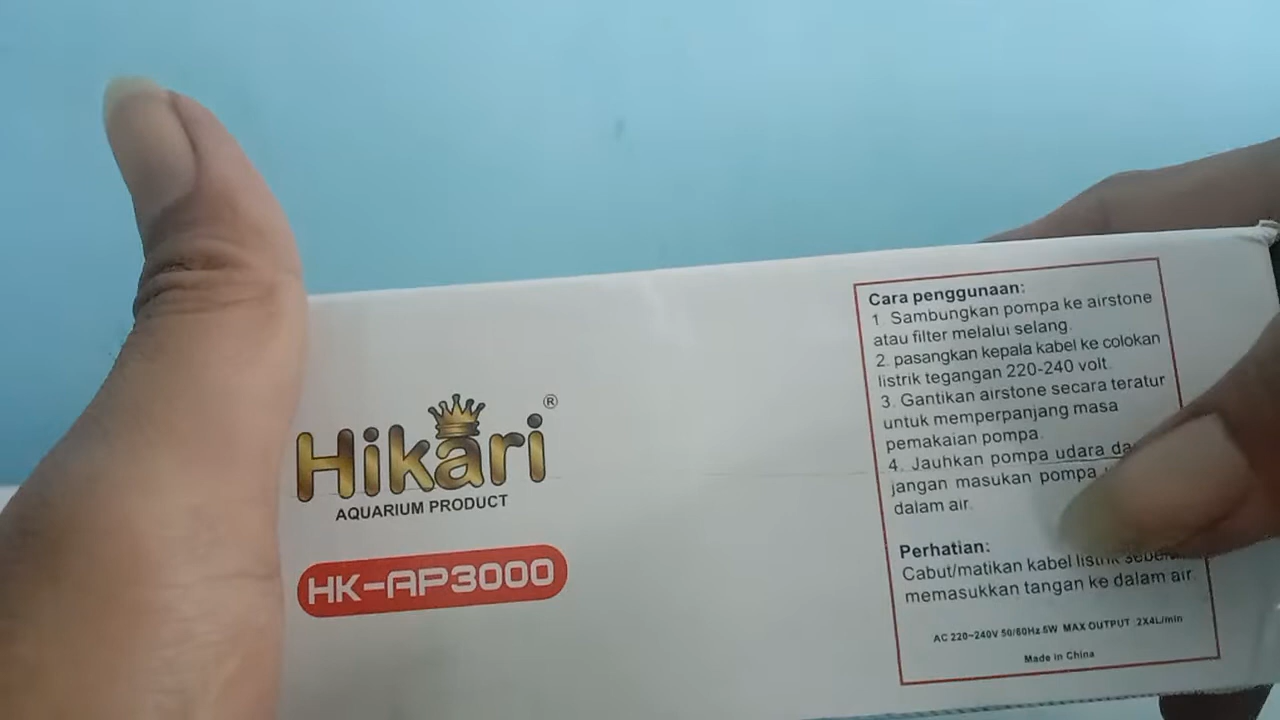 Hikari®
AQUARIUM PRODUCT
HK-AP3000
Cara penggunaan:
1. Sambungkan pompa ke airstone
atau filter melalui selang.
2. pasangkan kepala kabel ke colokan
listrik tegangan 220-240 volt.
3. Gantikan airstone secara teratur
untuk memperpanjang masa
pemakaian pompa.
4. Jauhkan pompa udara
jangan masukan pompa
dalam air.
Perhatian:
Cabut/matikan kabel listrik
memasukkan tangan ke dalam air.
AC 220~240V 50/60Hz 5W MAX OUTPUT 2X4L/min
Made in China